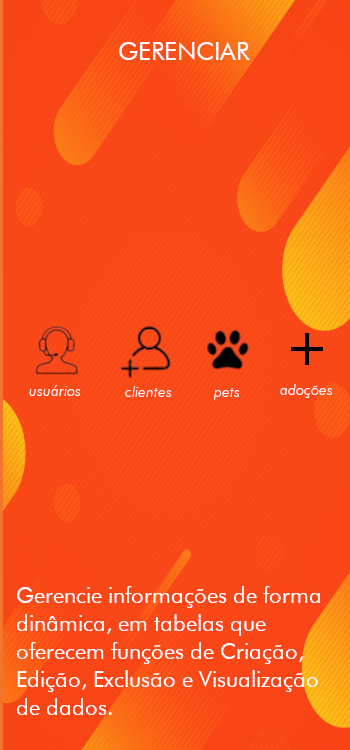 GERENCIAR
usuários
clientes
pets
adoções
Gerencie informações de forma
dinâmica, em tabelas que
oferecem funções de Criação,
Edição, Exclusão e Visualização
de dados.